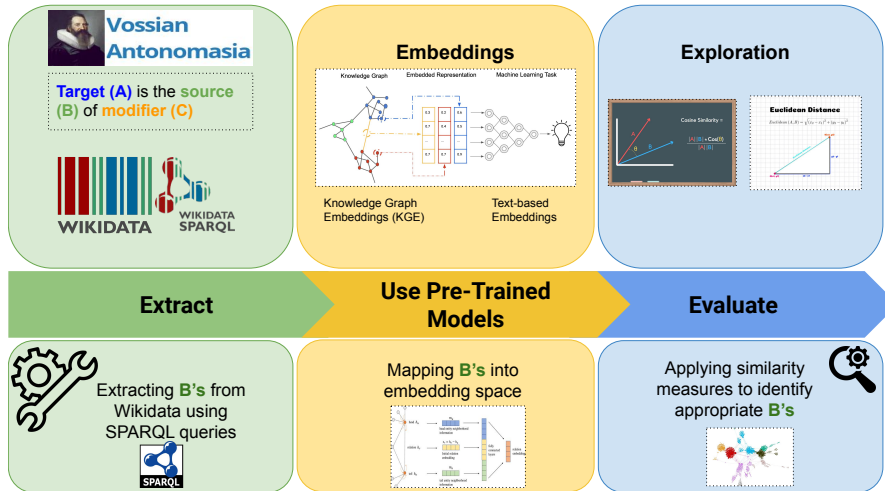 Vossian
Antonomasia
Target (A) is the source
(B) of modifier (C)
WIKIDATA
WIKIDATA
SPARQL
Embeddings
Knowledge Graph
Embedded Representation
Machine Learning Task
Knowledge Graph
Embeddings (KGE)
Text-based
Embeddings
Exploration
Cosine Similarity =
Euclidean Distance
Extract
Use Pre-Trained
Models
Evaluate
Extracting B's from
Wikidata using
SPARQL queries
SPARQL
Mapping B's into
embedding space
Applying similarity
measures to identify
appropriate B's